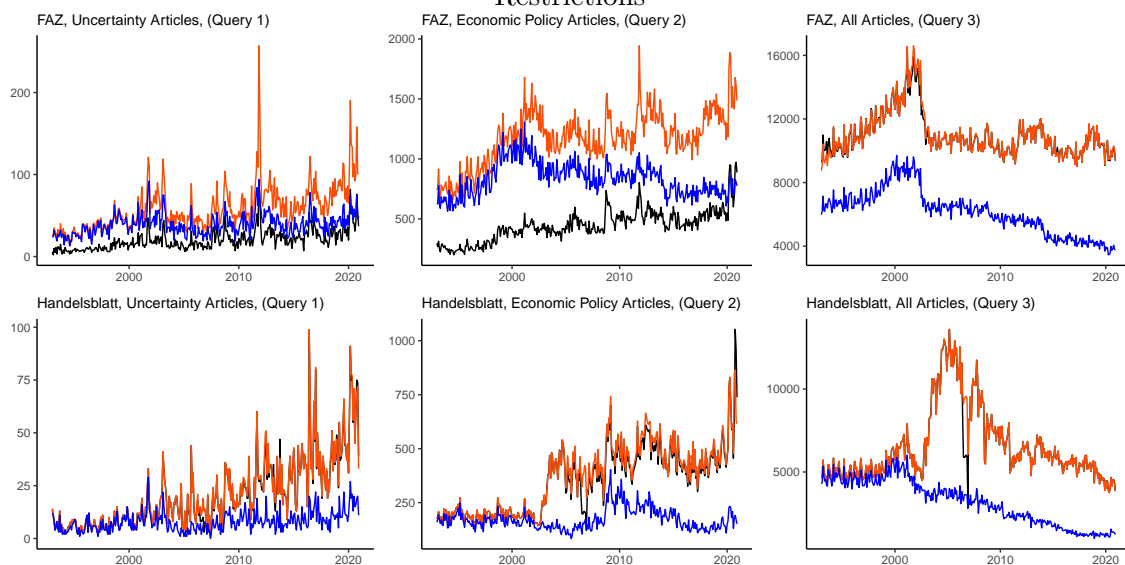 Restrictions
FAZ, Uncertainty Articles, (Query 1)
FAZ, Economic Policy Articles, (Query 2)
FAZ, All Articles, (Query 3)
200
100
0
2000 2010 2020
2000
1500
1000
500
2000 2010 2020
16000
12000
8000
4000
2000 2010 2020
Handelsblatt, Uncertainty Articles, (Query 1)
Handelsblatt, Economic Policy Articles, (Query 2)
Handelsblatt, All Articles, (Query 3)
100
75
50
25
0
2000 2010 2020
1000
750
500
250
2000 2010 2020
10000
5000
2000 2010 2020